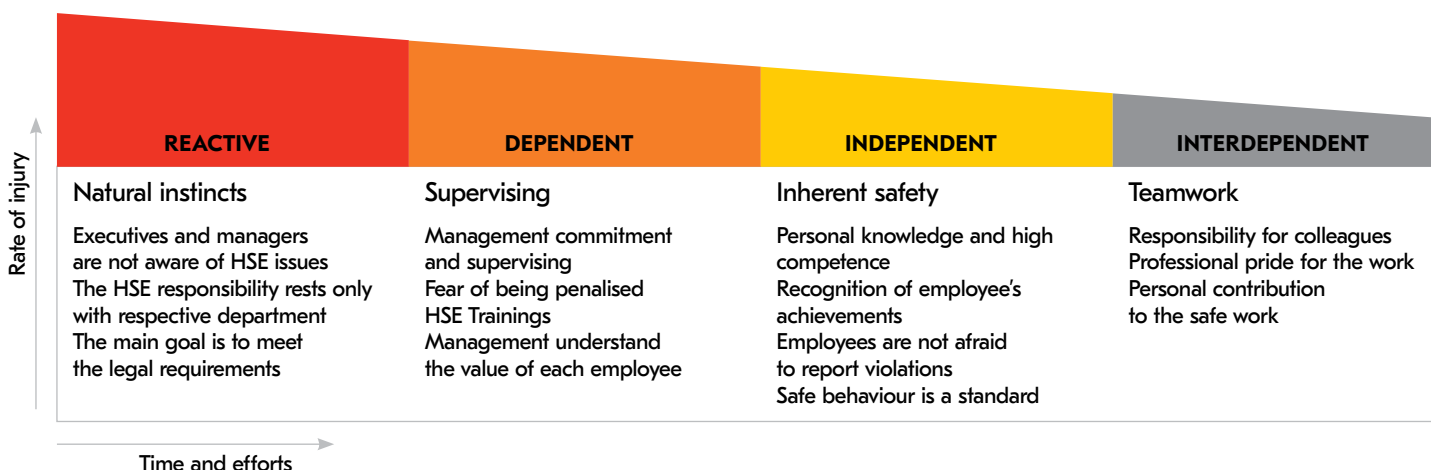 REACTIVE
DEPENDENT
INDEPENDENT
INTERDEPENDENT
Rate of injury
Natural instincts
Executives and managers
are not aware of HSE issues
The HSE responsibility rests only
with respective department
The main goal is to meet
the legal requirements
Supervising
Management commitment
and supervising
Fear of being penalised
HSE Trainings
Management understand
the value of each employee
Inherent safety
Personal knowledge and high
competence
Recognition of employee's
achievements
Employees are not afraid
to report violations
Safe behaviour is a standard
Teamwork
Responsibility for colleagues
Professional pride for the work
Personal contribution
to the safe work
Time and efforts